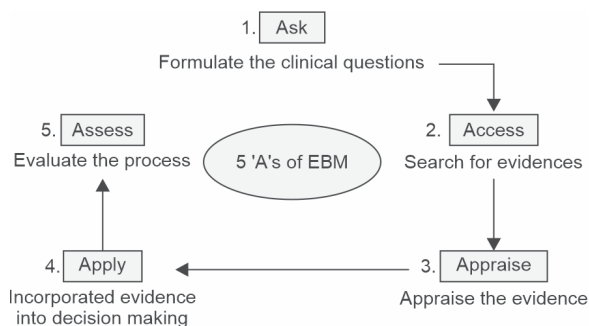 1. Ask
Formulate the clinical questions
2. Access
Search for evidences
3. Appraise
Appraise the evidence
4. Apply
Incorporated evidence
into decision making
5. Assess
Evaluate the process
5 'A's of EBM